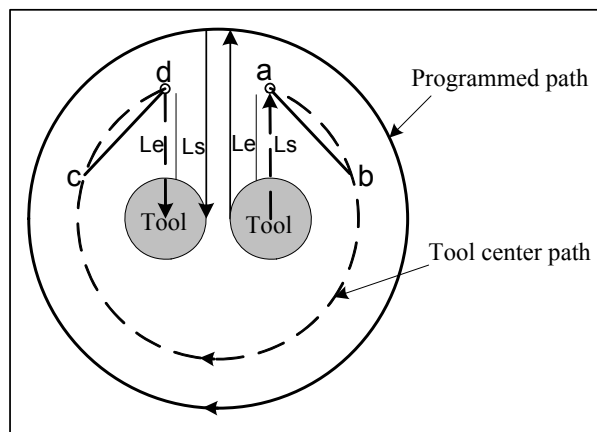 d
a
Programmed path
Le
Ls
Le
Ls
c
b
Tool
Tool
Tool center path